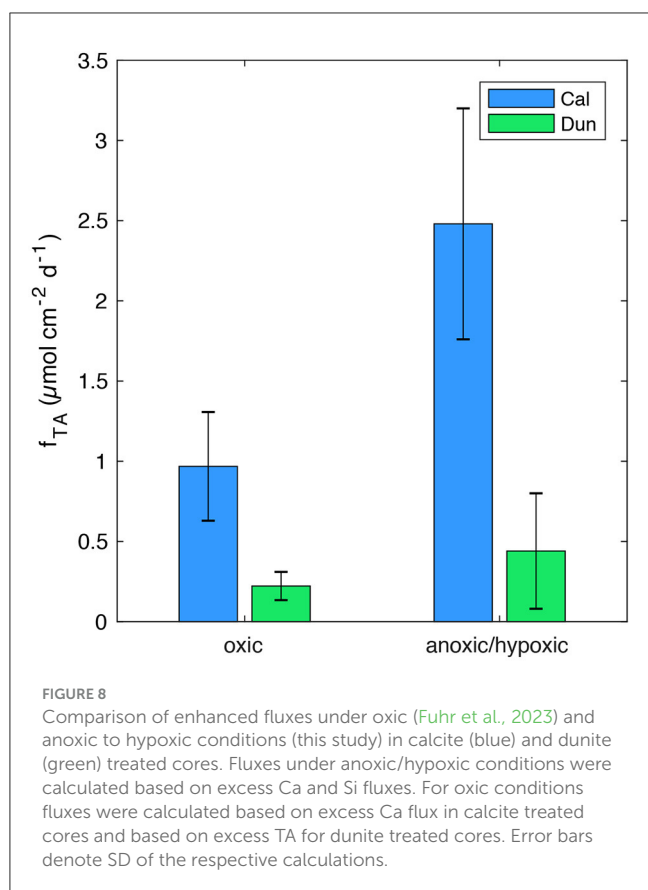 3.5
3
2.5
2
1.5
1
0.5
0
f_TA (µmol cm⁻² d⁻¹)
Cal
Dun
oxic
anoxic/hypoxic
FIGURE 8
Comparison of enhanced fluxes under oxic (Fuhr et al., 2023) and
anoxic to hypoxic conditions (this study) in calcite (blue) and dunite
(green) treated cores. Fluxes under anoxic/hypoxic conditions were
calculated based on excess Ca and Si fluxes. For oxic conditions
fluxes were calculated based on excess Ca flux in calcite treated
cores and based on excess TA for dunite treated cores. Error bars
denote SD of the respective calculations.